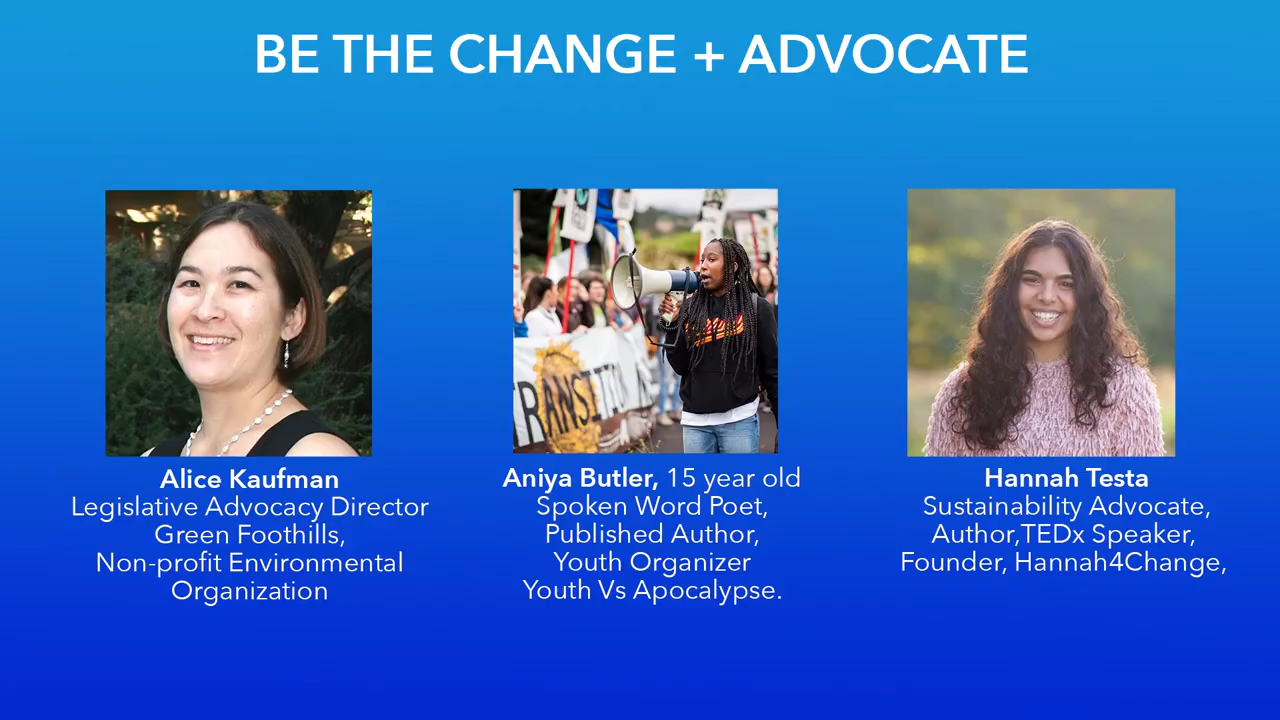 BE THE CHANGE + ADVOCATE
Alice Kaufman
Legislative Advocacy Director
Green Foothills,
Non-profit Environmental
Organization
TRANSITION
Aniya Butler, 15 year old
Spoken Word Poet,
Published Author,
Youth Organizer
Youth Vs Apocalypse.
Hannah Testa
Sustainability Advocate,
Author,TEDx Speaker,
Founder, Hannah4Change,